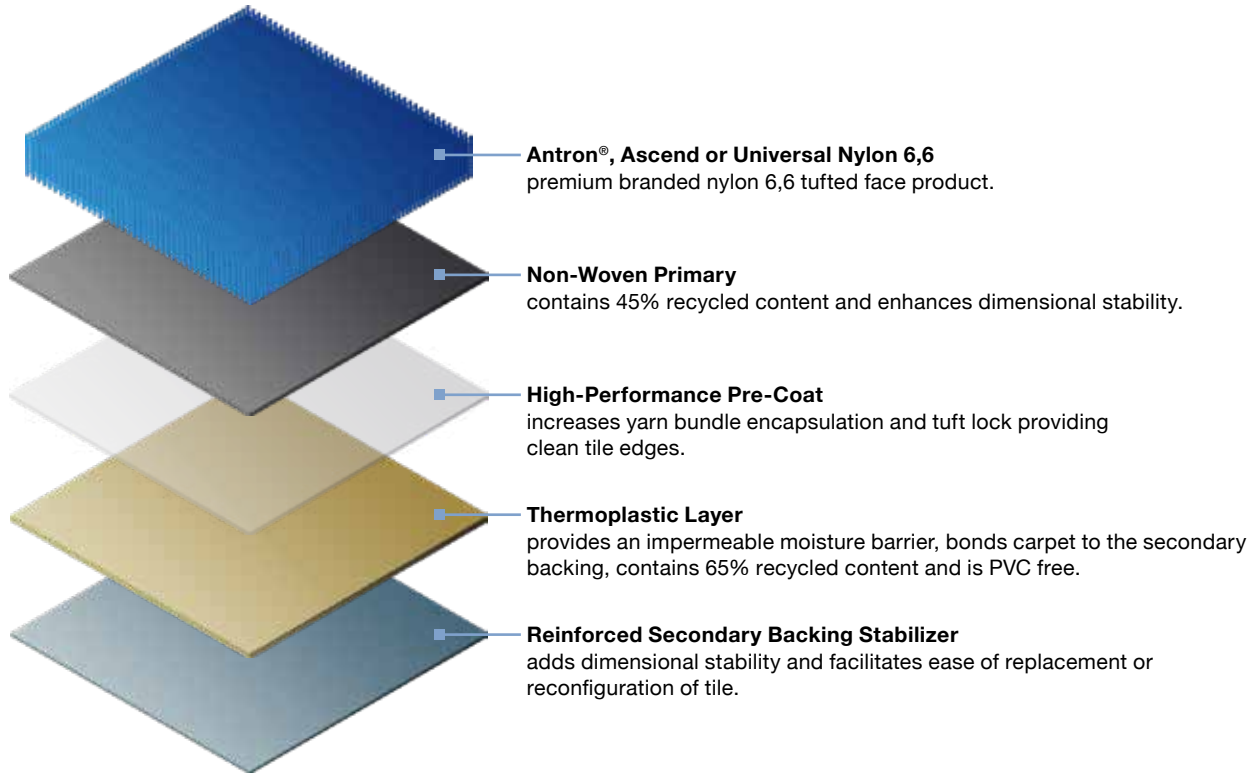 Antron®, Ascend or Universal Nylon 6,6
premium branded nylon 6,6 tufted face product.
Non-Woven Primary
contains 45% recycled content and enhances dimensional stability.
High-Performance Pre-Coat
increases yarn bundle encapsulation and tuft lock providing
clean tile edges.
Thermoplastic Layer
provides an impermeable moisture barrier, bonds carpet to the secondary
backing, contains 65% recycled content and is PVC free.
Reinforced Secondary Backing Stabilizer
adds dimensional stability and facilitates ease of replacement or
reconfiguration of tile.